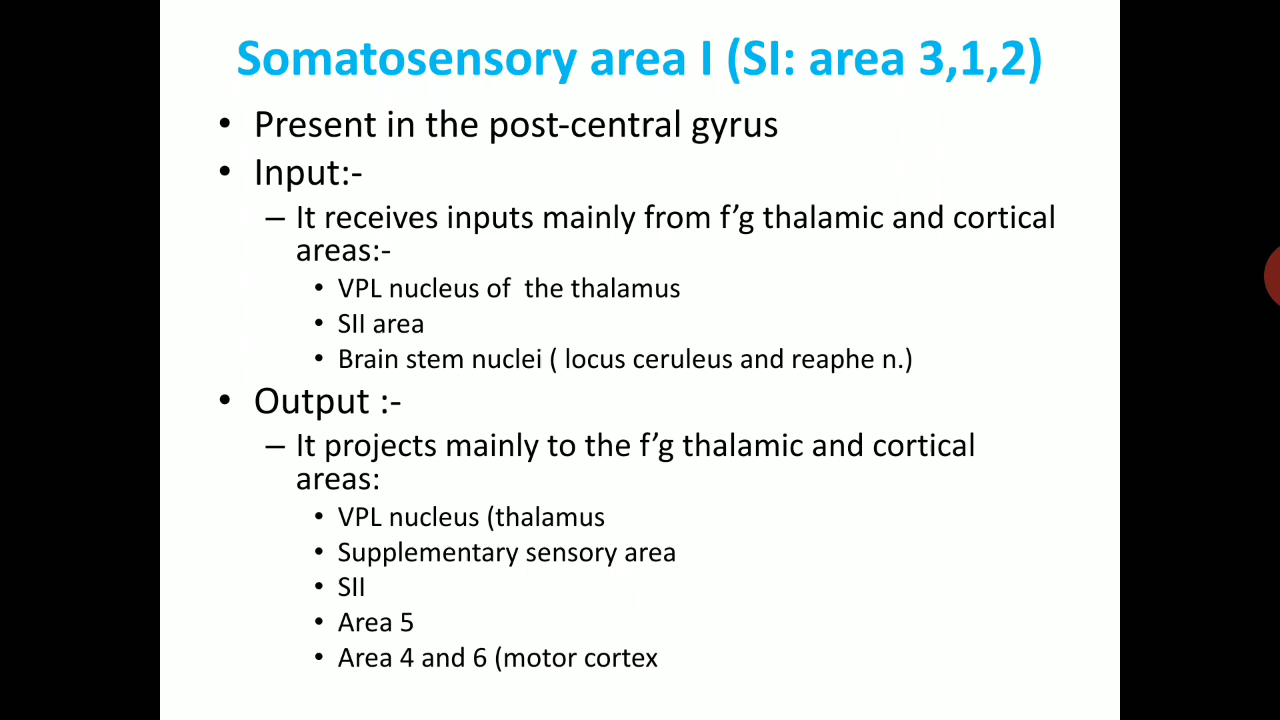 Somatosensory area I (SI: area 3,1,2)
• Present in the post-central gyrus
• Input:-
– It receives inputs mainly from f’g thalamic and cortical
areas:-
• VPL nucleus of the thalamus
• SII area
• Brain stem nuclei ( locus ceruleus and reaphe n.)
• Output :-
– It projects mainly to the f’g thalamic and cortical
areas:
• VPL nucleus (thalamus
• Supplementary sensory area
• SII
• Area 5
• Area 4 and 6 (motor cortex